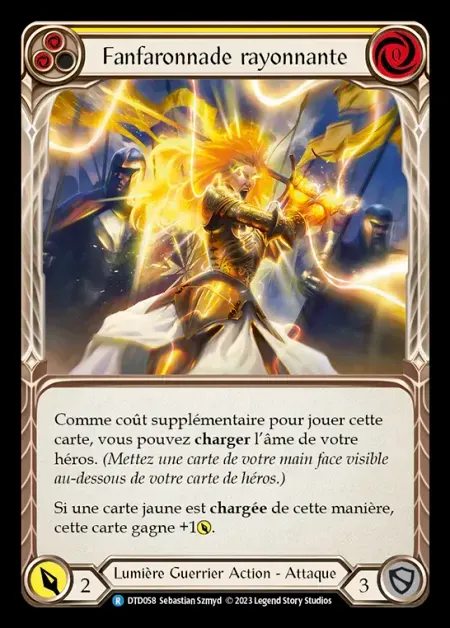 Fanfaronnade rayonnante
0
Comme coût supplémentaire pour jouer cette
carte, vous pouvez charger l'âme de votre
héros. (Mettez une carte de votre main face visible
au-dessous de votre carte de héros.)
Si une carte jaune est chargée de cette manière,
cette carte gagne +1.
2
Lumière Guerrier Action - Attaque
3
R DTD058 Sebastian Szmyd © 2023 Legend Story Studios